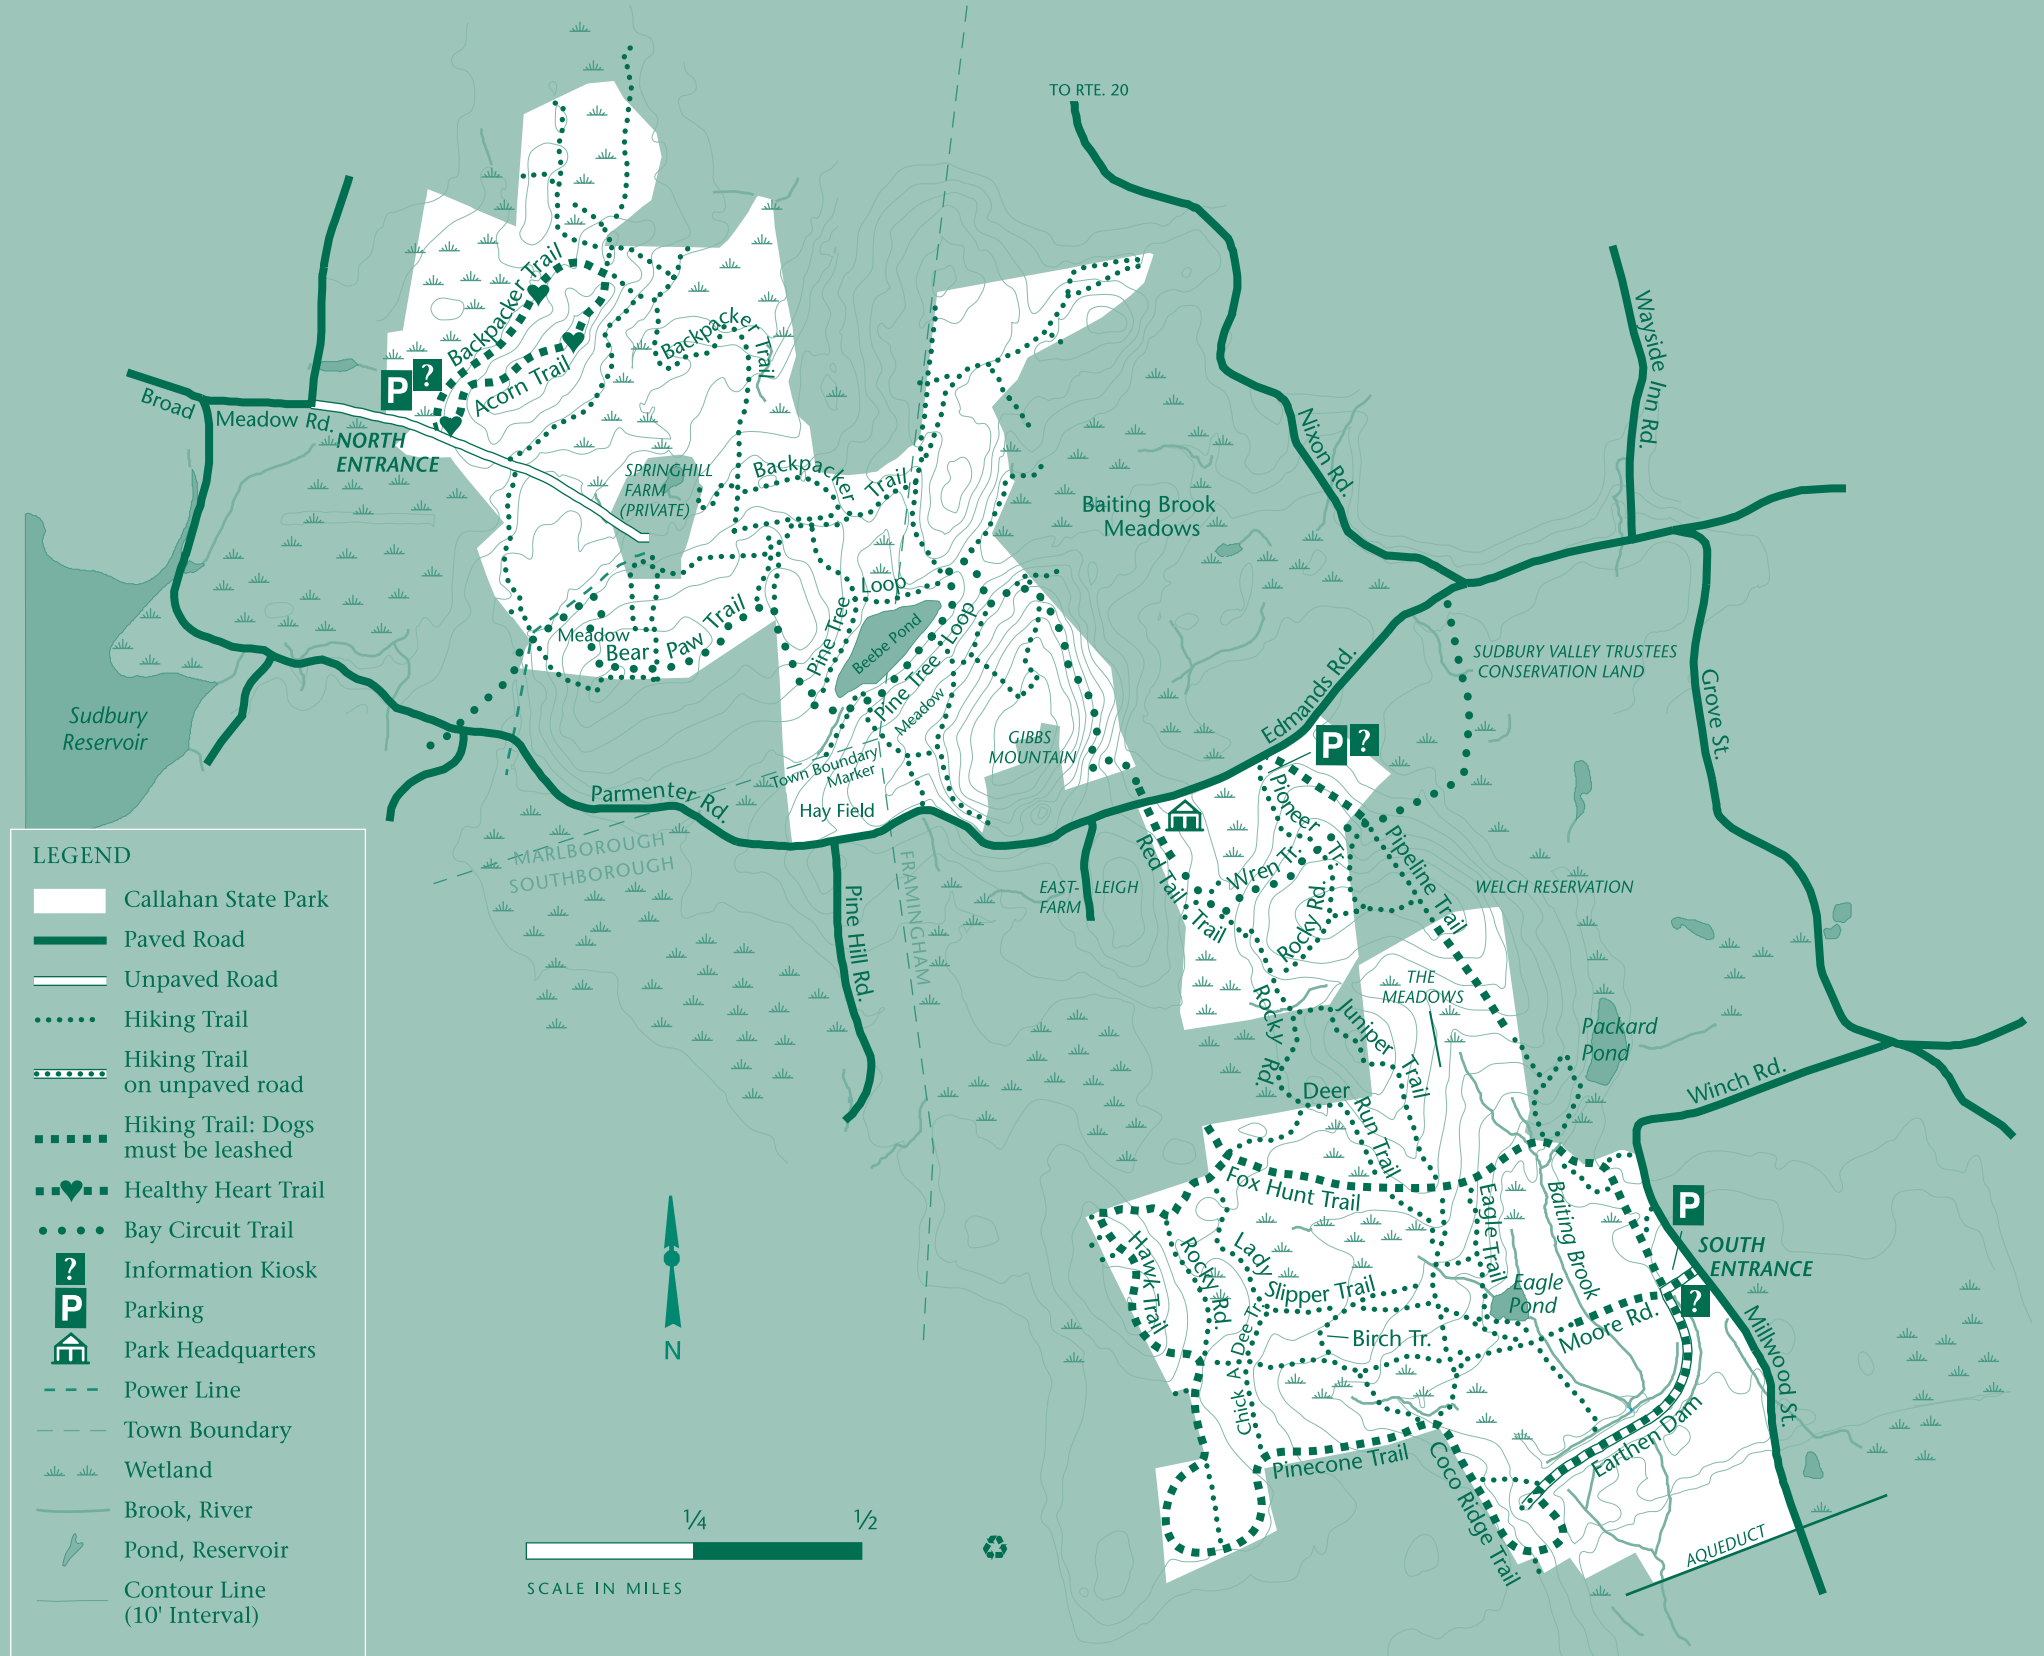 TO RTE. 20
Backpacker Trail
Acorn Trail
Backpacker Trail
P
?
Broad
Meadow Rd.
NORTH
ENTRANCE
SPRINGHILL
FARM
(PRIVATE)
Backpacker Trail
Baiting Brook
Meadows
Nixon Rd.
Wayside Inn Rd.
Loop
Pine Tree
Beebe Pond
Pine Tree Loop
Meadow
Meadow
Bear Paw Trail
Sudbury
Reservoir
Parmenter Rd.
Town Boundary
Marker
Hay Field
GIBBS
MOUNTAIN
Edmands Rd.
SUDBURY VALLEY TRUSTEES
CONSERVATION LAND
Grove St.
P
?
MARLBOROUGH
SOUTHBOROUGH
FRAMINGHAM
Pine Hill Rd.
EAST-
LEIGH
FARM
Pioneer Tr.
Wren Tr.
Red Tail Trail
Rocky Rd.
Pipeline Trail
WELCH RESERVATION
THE
MEADOWS
Packard
Pond
Rocky Rd.
Juniper Trail
Deer Run Trail
Winch Rd.
Fox Hunt Trail
Hawk Trail
Rocky Rd.
Lady Slipper Trail
Chick A Dee Tr.
Birch Tr.
Eagle Trail
Baiting Brook
Eagle
Pond
P
SOUTH
ENTRANCE
?
Moore Rd.
Millwood St.
Earthen Dam
Pinecone Trail
Coco Ridge Trail
AQUEDUCT
N
¼
½
SCALE IN MILES
LEGEND
Callahan State Park
Paved Road
Unpaved Road
Hiking Trail
Hiking Trail
on unpaved road
Hiking Trail: Dogs
must be leashed
Healthy Heart Trail
Bay Circuit Trail
? Information Kiosk
P Parking
Park Headquarters
Power Line
Town Boundary
Wetland
Brook, River
Pond, Reservoir
Contour Line
(10' Interval)